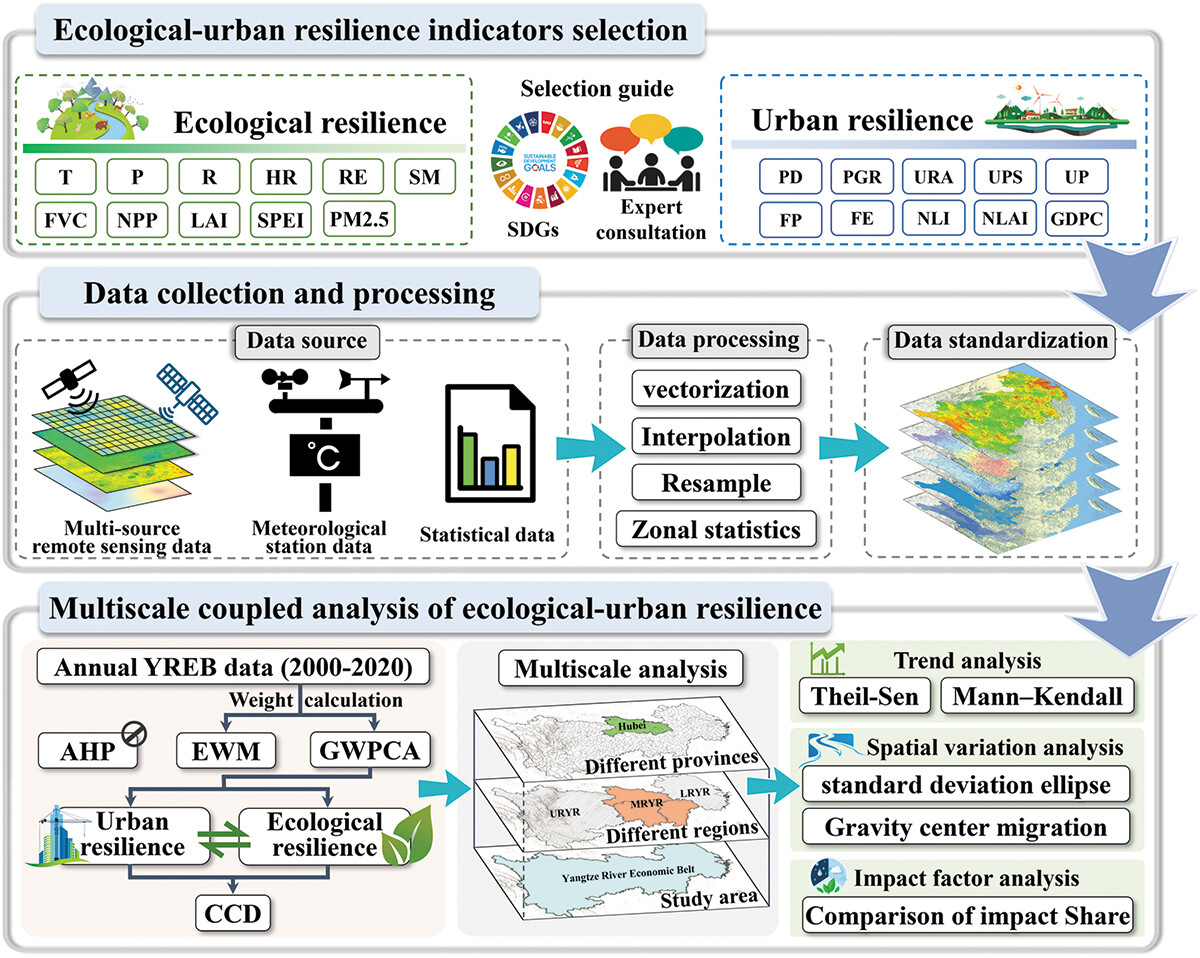 Ecological-urban resilience indicators selection
Ecological resilience
T P R HR RE SM
FVC NPP LAI SPEI PM2.5
Selection guide
SUSTAINABLE
DEVELOPMENT
GOALS
SDGs
Expert
consultation
Urban resilience
PD PGR URA UPS UP
FP FE NLI NLAI GDPC
Data collection and processing
Data source
°C
Multi-source
remote sensing data
Meteorological
station data
Statistical data
Data processing
vectorization
Interpolation
Resample
Zonal statistics
Data standardization
Multiscale coupled analysis of ecological-urban resilience
Annual YREB data (2000-2020)
Weight calculation
AHP EWM GWPCA
Urban
resilience
Ecological
resilience
CCD
Multiscale analysis
Hubei
Different provinces
URYR MRYR LRYR
Different regions
Yangtze River Economic Belt
Study area
Trend analysis
Theil-Sen Mann–Kendall
Spatial variation analysis
standard deviation ellipse
Gravity center migration
Impact factor analysis
Comparison of impact Share